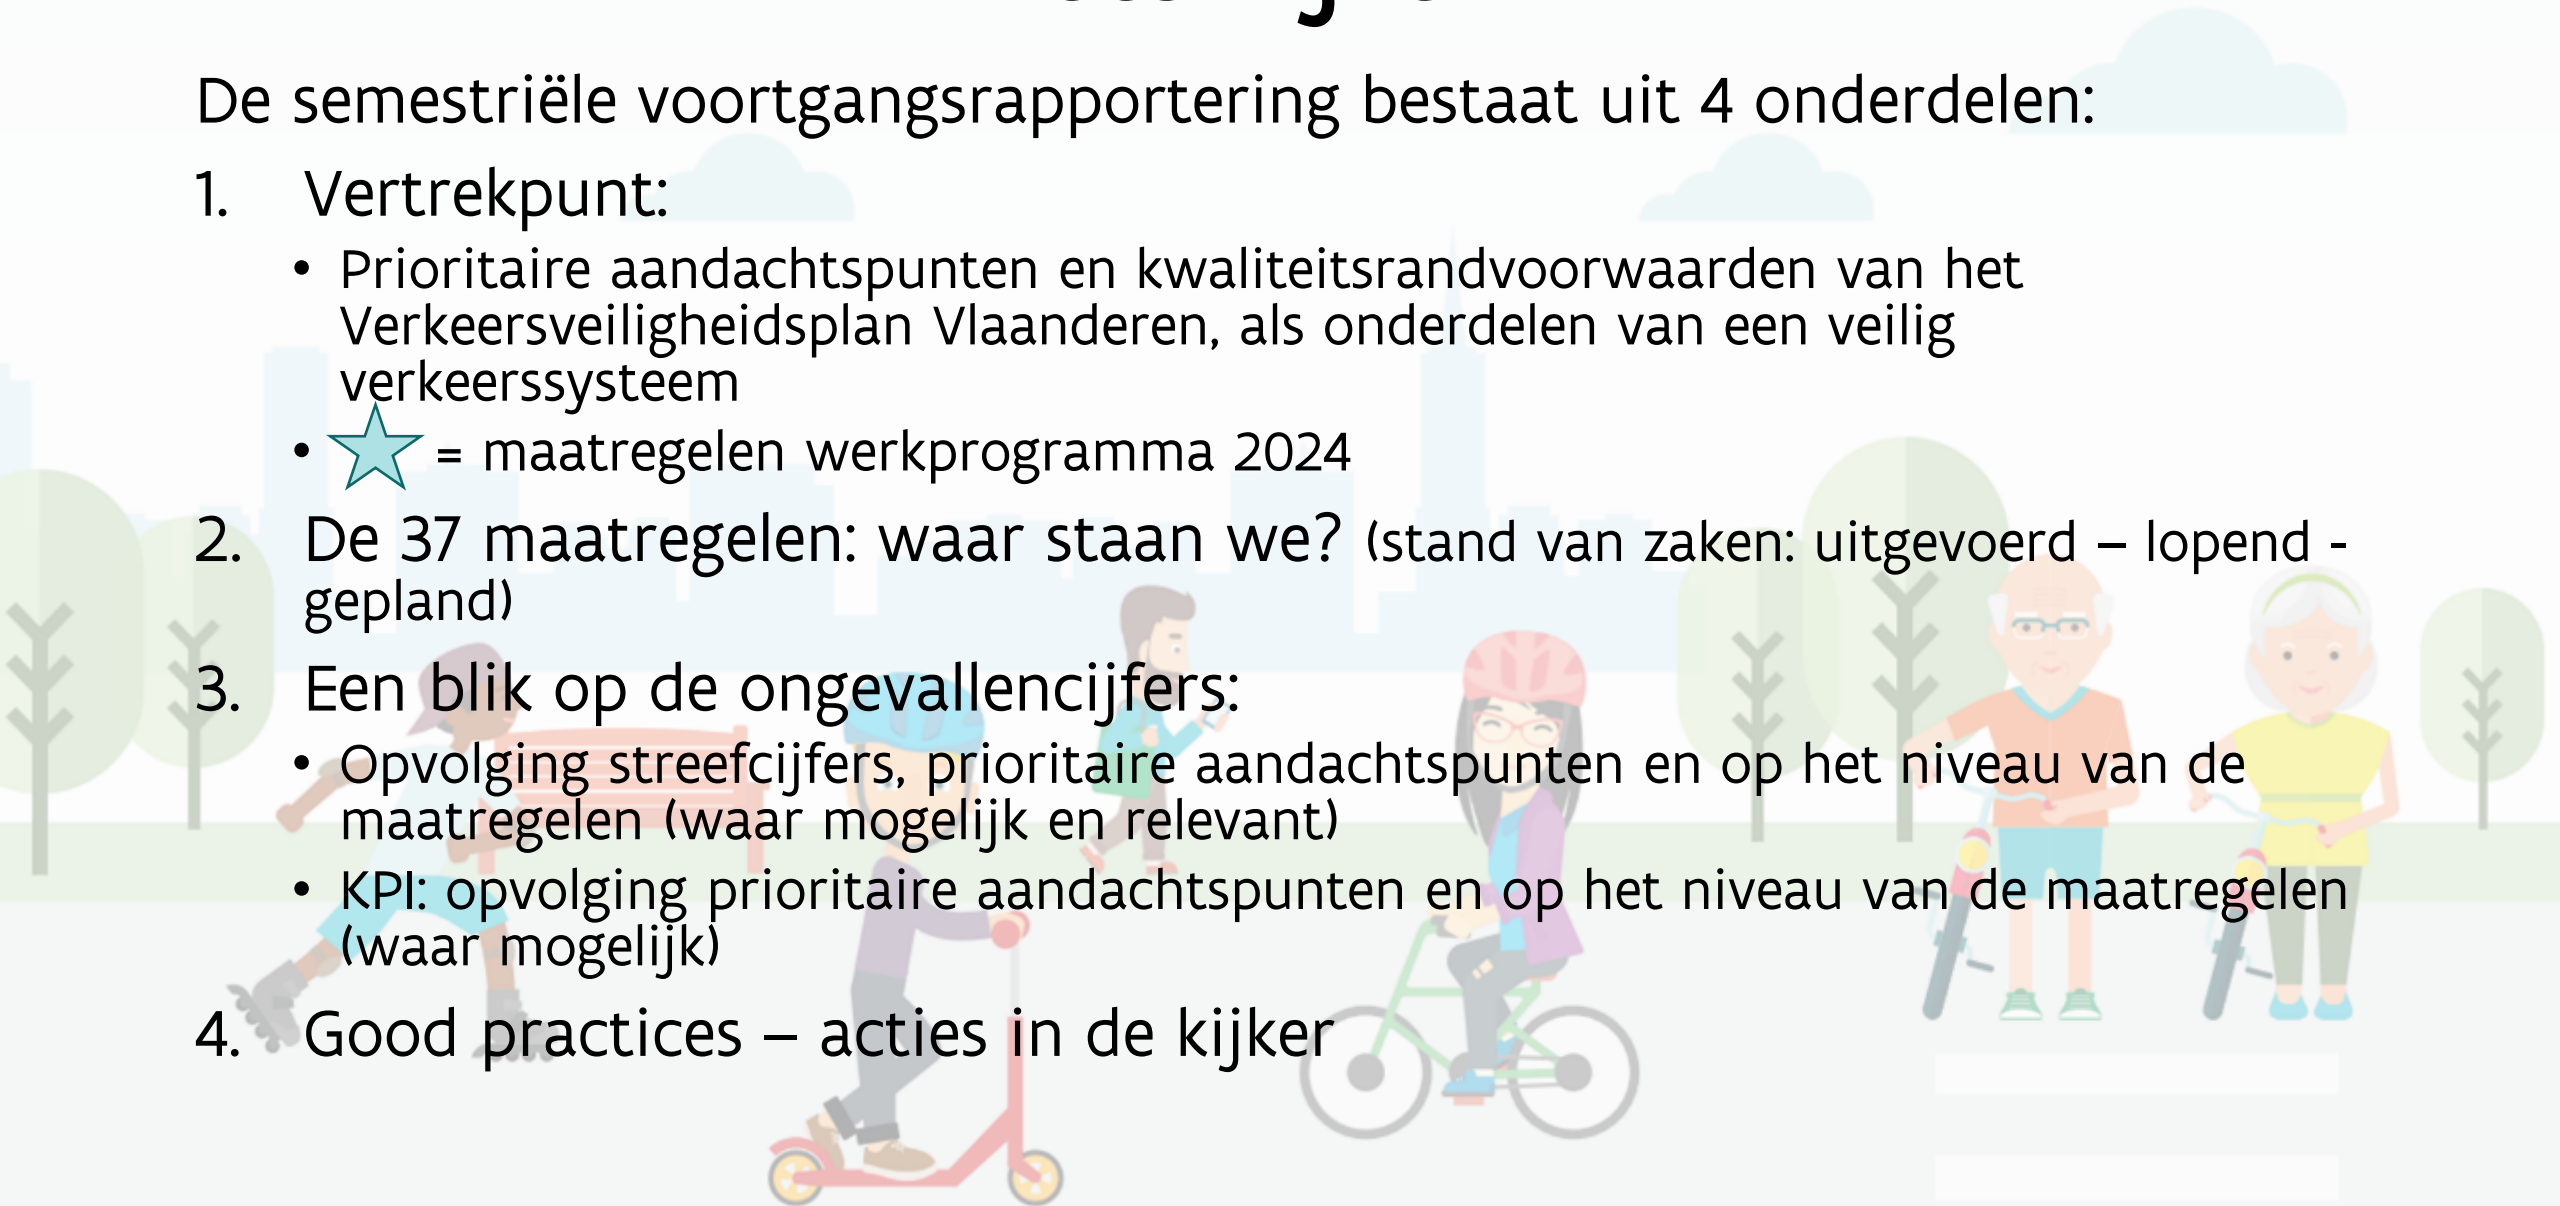 De semestriële voortgangsrapportering bestaat uit 4 onderdelen:
1. Vertrekpunt:
• Prioritaire aandachtspunten en kwaliteitsrandvoorwaarden van het
Verkeersveiligheidsplan Vlaanderen, als onderdelen van een veilig
verkeerssysteem
• = maatregelen werkprogramma 2024
2. De 37 maatregelen: waar staan we? (stand van zaken: uitgevoerd – lopend -
gepland)
3. Een blik op de ongevallencijfers:
• Opvolging streefcijfers, prioritaire aandachtspunten en op het niveau van de
maatregelen (waar mogelijk en relevant)
• KPI: opvolging prioritaire aandachtspunten en op het niveau van de maatregelen
(waar mogelijk)
4. Good practices – acties in de kijker